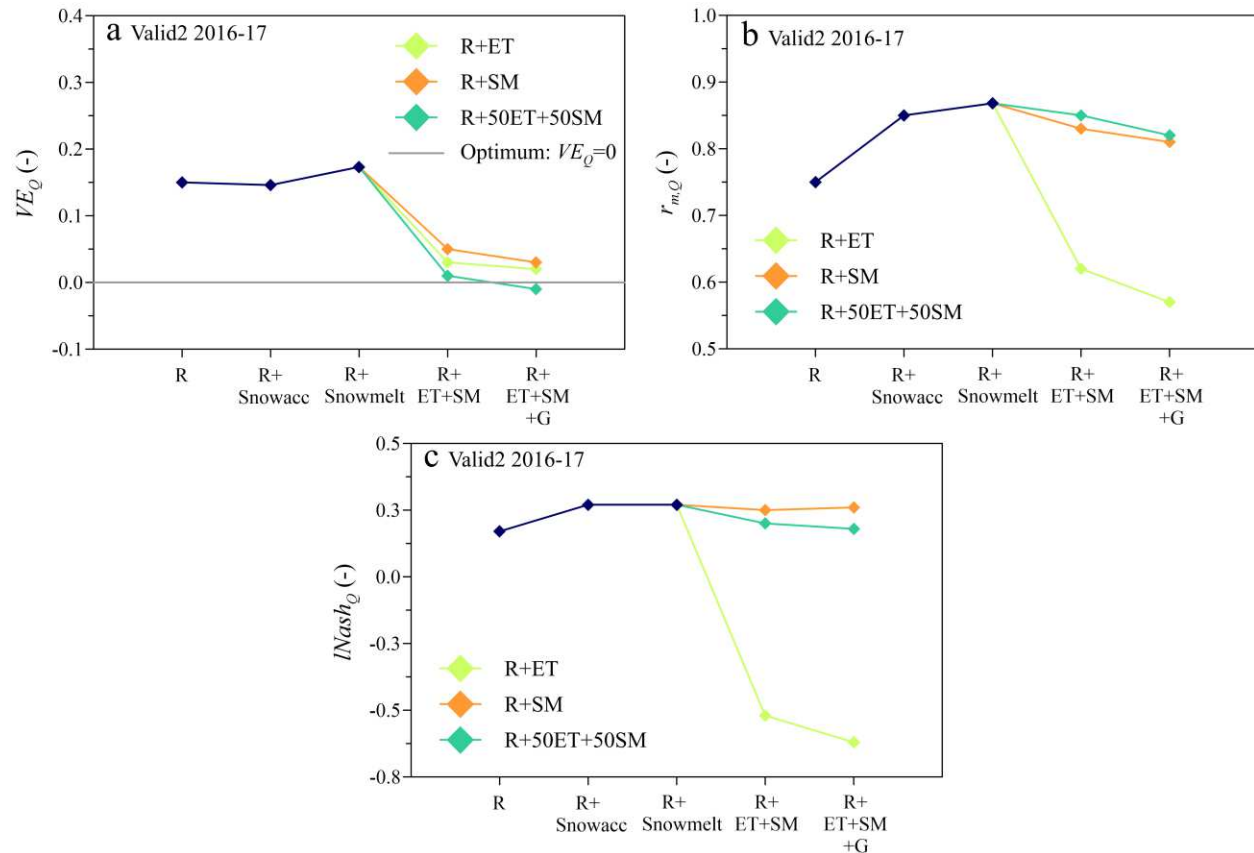 a Valid2 2016-17
R+ET
R+SM
R+50ET+50SM
Optimum: VE_Q=0
VE_Q (-)
0.4
0.3
0.2
0.1
0.0
-0.1
R
R+
Snowacc
R+
Snowmelt
R+
ET+SM
R+
ET+SM
+G
b Valid2 2016-17
r_{m,Q} (-)
1.0
0.9
0.8
0.7
0.6
0.5
R+ET
R+SM
R+50ET+50SM
R
R+
Snowacc
R+
Snowmelt
R+
ET+SM
R+
ET+SM
+G
c Valid2 2016-17
lNash_Q (-)
0.5
0.3
0.0
-0.3
-0.5
-0.8
R+ET
R+SM
R+50ET+50SM
R
R+
Snowacc
R+
Snowmelt
R+
ET+SM
R+
ET+SM
+G